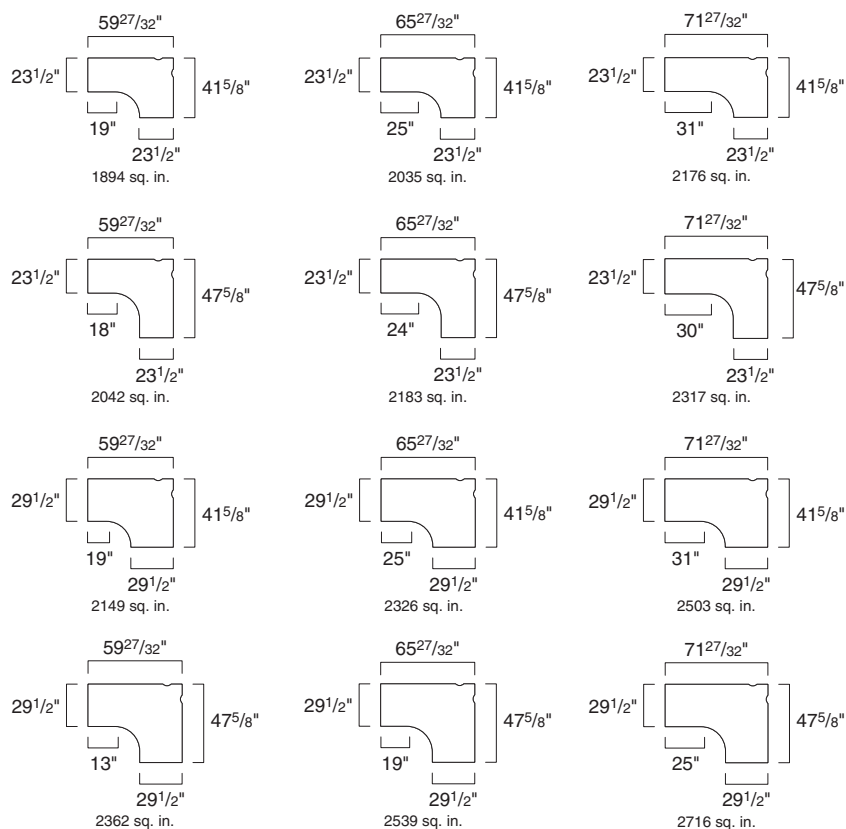 59 27/32" 65 27/32" 71 27/32"
23 1/2" 41 5/8" 23 1/2" 41 5/8" 23 1/2" 41 5/8"
19" 25" 31"
23 1/2" 23 1/2" 23 1/2"
1894 sq. in. 2035 sq. in. 2176 sq. in.
59 27/32" 65 27/32" 71 27/32"
23 1/2" 47 5/8" 23 1/2" 47 5/8" 23 1/2" 47 5/8"
18" 24" 30"
23 1/2" 23 1/2" 23 1/2"
2042 sq. in. 2183 sq. in. 2317 sq. in.
59 27/32" 65 27/32" 71 27/32"
29 1/2" 41 5/8" 29 1/2" 41 5/8" 29 1/2" 41 5/8"
19" 25" 31"
29 1/2" 29 1/2" 29 1/2"
2149 sq. in. 2326 sq. in. 2503 sq. in.
59 27/32" 65 27/32" 71 27/32"
29 1/2" 47 5/8" 29 1/2" 47 5/8" 29 1/2" 47 5/8"
13" 19" 25"
29 1/2" 29 1/2" 29 1/2"
2362 sq. in. 2539 sq. in. 2716 sq. in.